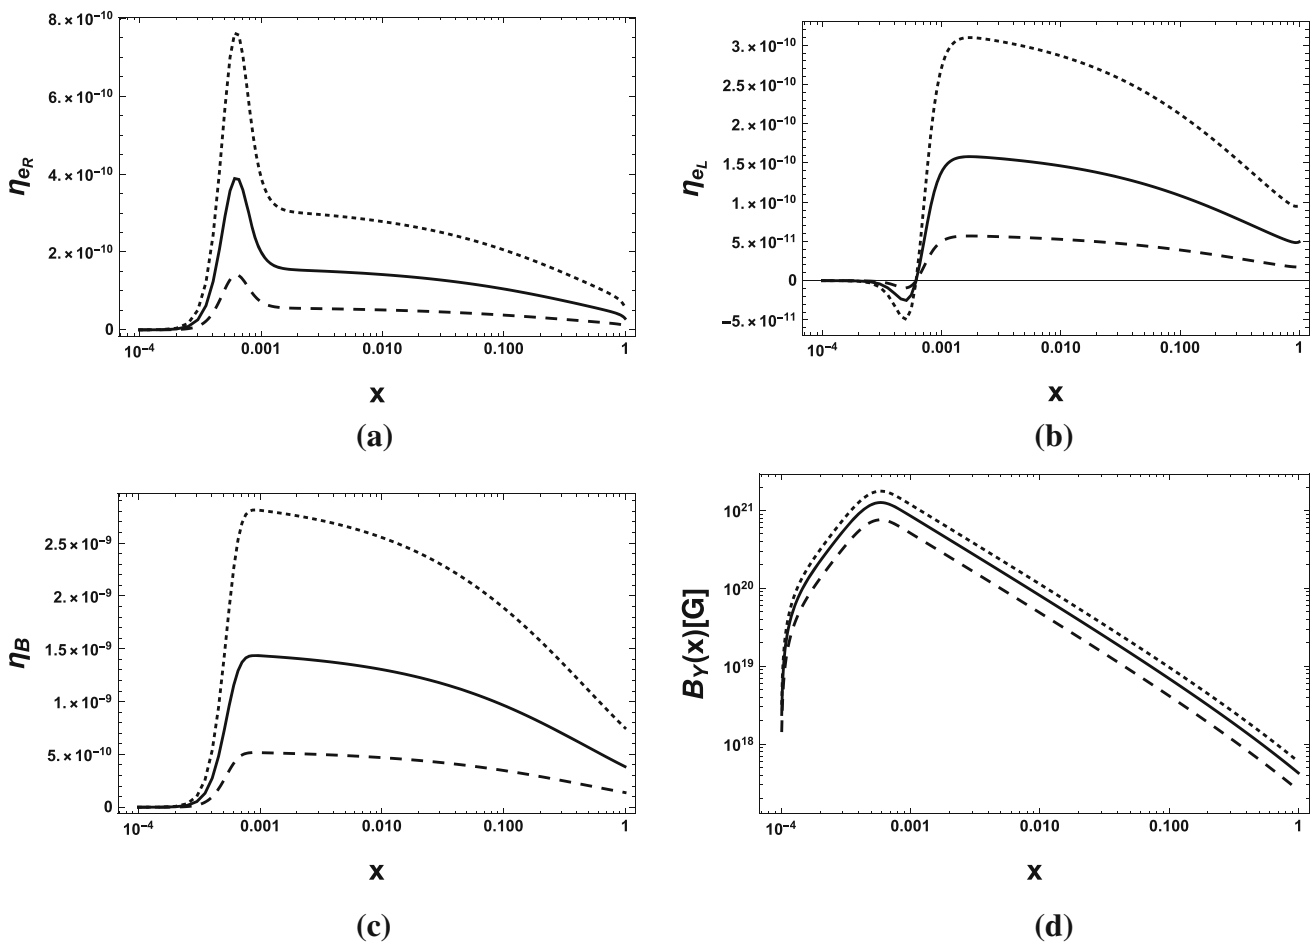 8.×10⁻¹⁰
6.×10⁻¹⁰
4.×10⁻¹⁰
2.×10⁻¹⁰
0
η_{e_R}
10⁻⁴ 0.001 0.010 0.100 1
x
(a)
3.×10⁻¹⁰
2.5×10⁻¹⁰
2.×10⁻¹⁰
1.5×10⁻¹⁰
1.×10⁻¹⁰
5.×10⁻¹¹
0
−5.×10⁻¹¹
η_{e_L}
10⁻⁴ 0.001 0.010 0.100 1
x
(b)
2.5×10⁻⁹
2.×10⁻⁹
1.5×10⁻⁹
1.×10⁻⁹
5.×10⁻¹⁰
0
η_B
10⁻⁴ 0.001 0.010 0.100 1
x
(c)
10²¹
10²⁰
10¹⁹
10¹⁸
B_Y(x)[G]
10⁻⁴ 0.001 0.010 0.100 1
x
(d)